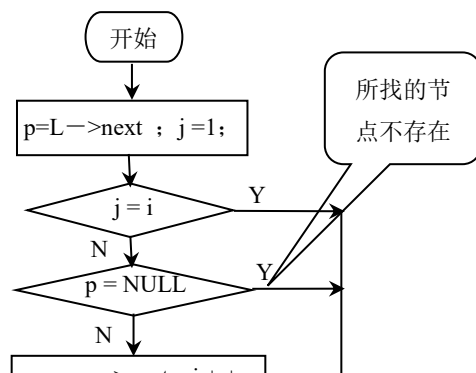 开始
所找的节
点不存在
p=L—>next ；j =1；
j = i
Y
N
p = NULL
Y
N